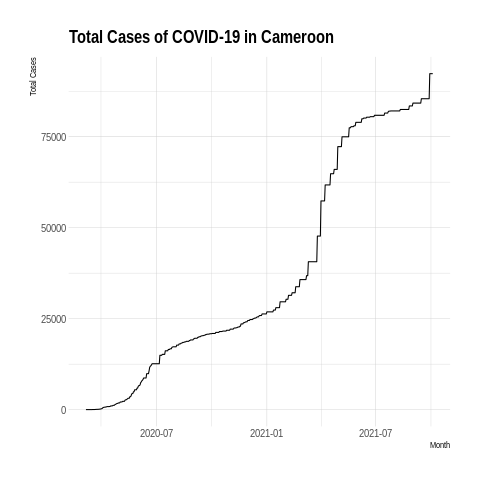 Total Cases of COVID-19 in Cameroon
Total Cases
75000
50000
25000
0
2020-07
2021-01
2021-07
Month